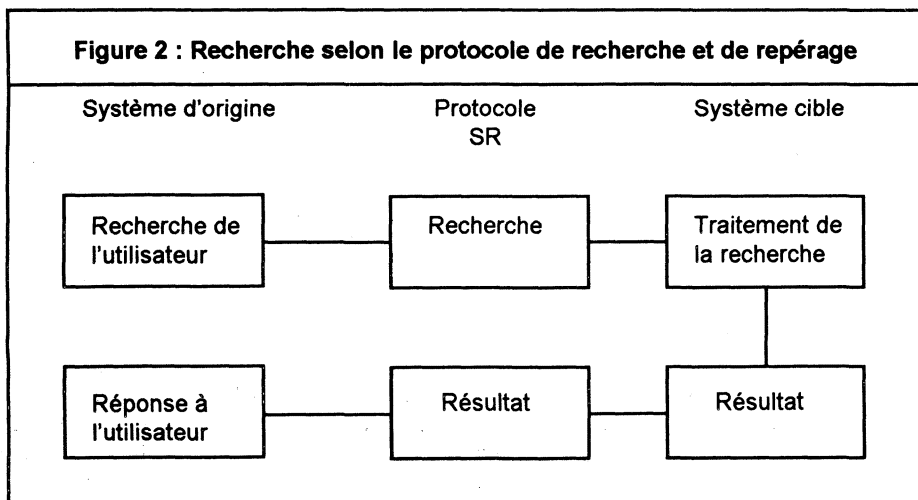 Figure 2 : Recherche selon le protocole de recherche et de repérage
Système d'origine
Protocole
SR
Système cible
Recherche de
l'utilisateur
Recherche
Traitement de
la recherche
Réponse à
l'utilisateur
Résultat
Résultat